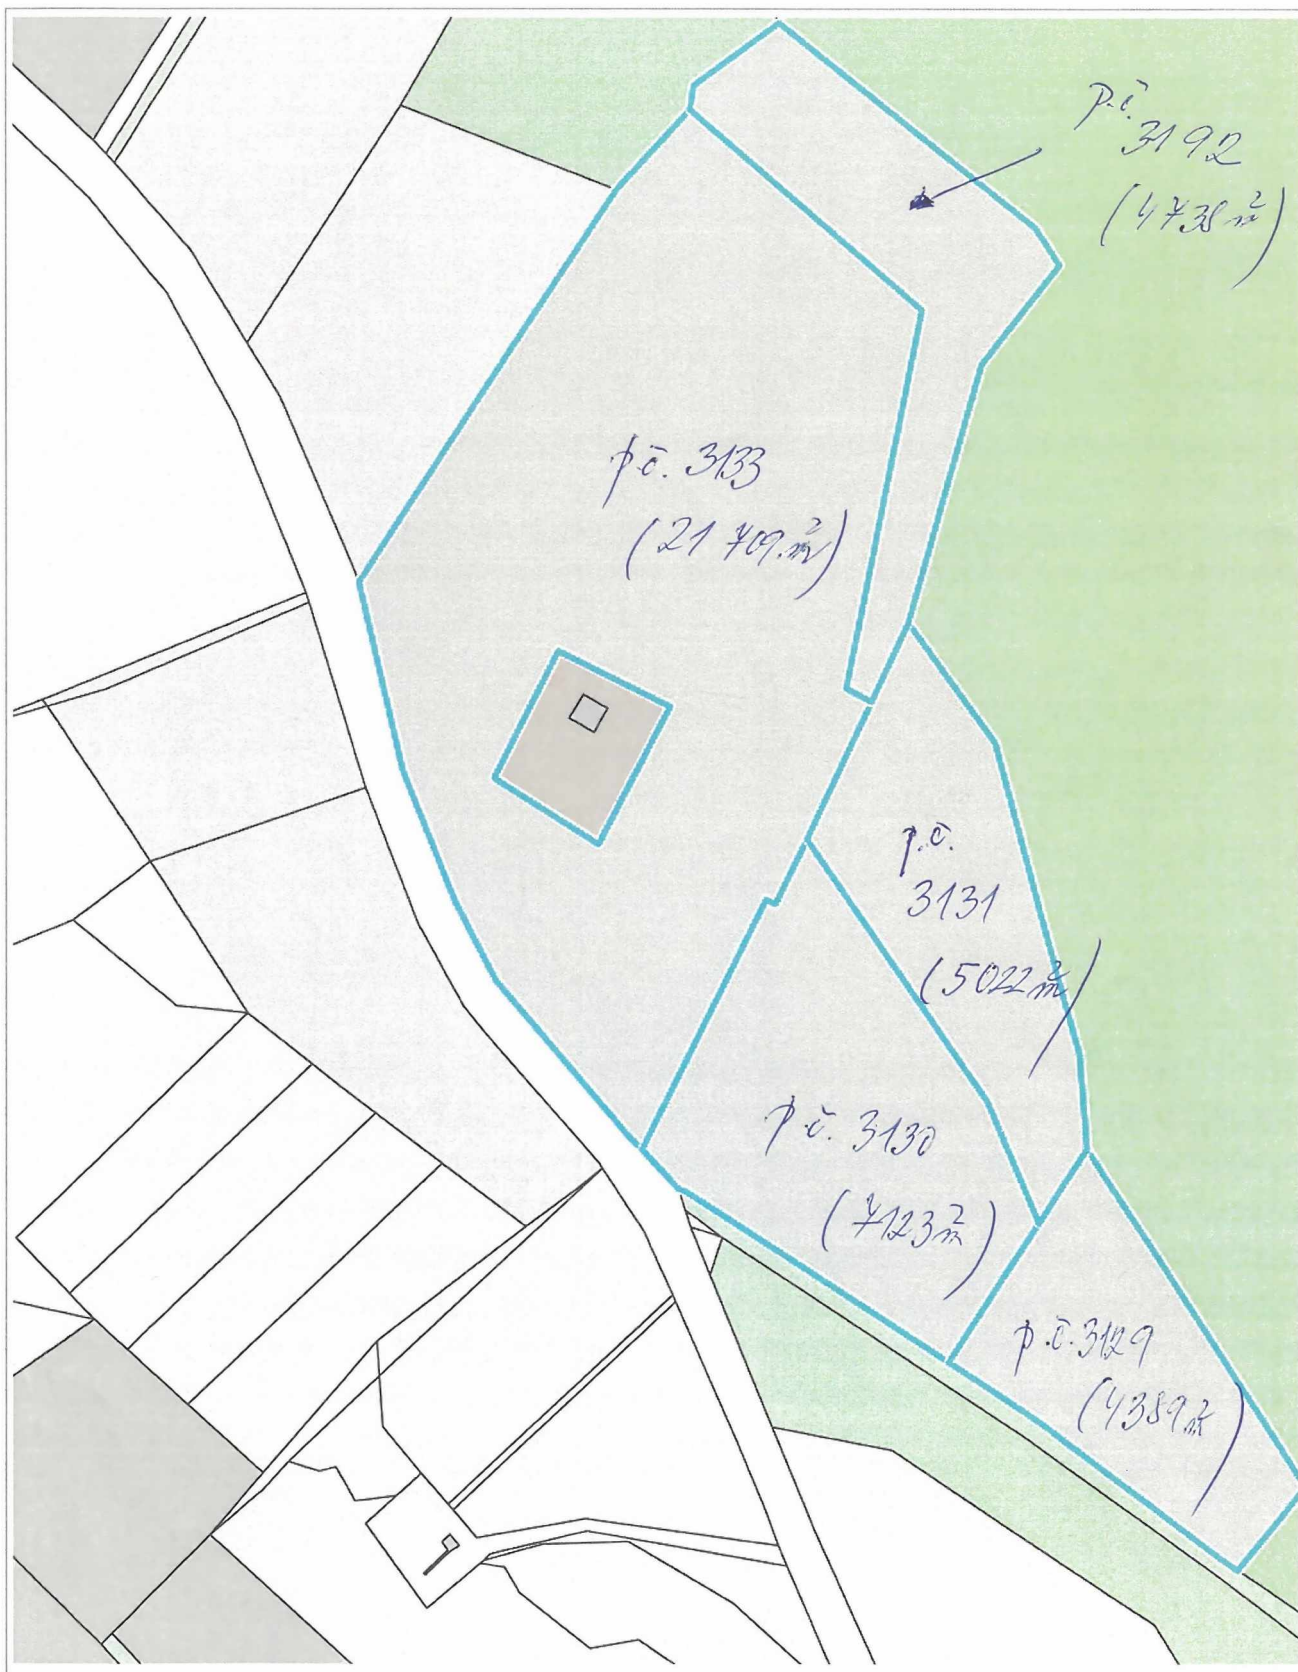 p.č.
3192
(4738 m²)
p.č. 3133
(21 709 m²)
p.č.
3131
(5022 m²)
p.č. 3130
(7123 m²)
p.č. 3129
(4389 m²)